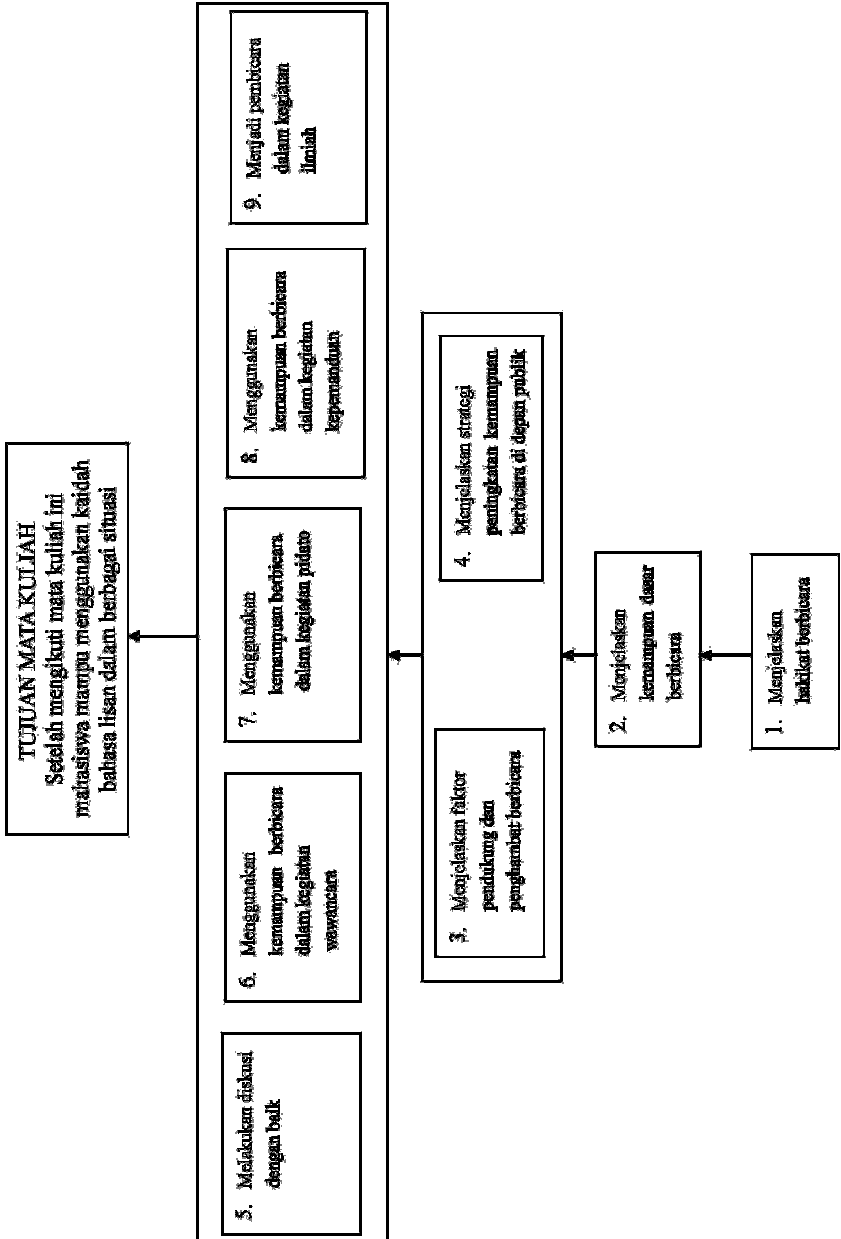 TUJUAN MATA KULIAH
Setelah mengikuti mata kuliah ini
mahasiswa mampu menggunakan kaidah
bahasa lisan dalam berbagai situasi
5. Melakukan diskusi
dengan baik
6. Menggunakan
kemampuan berbicara
dalam kegiatan
wawancara
7. Menggunakan
kemampuan berbicara
dalam kegiatan pidato
8. Menggunakan
kemampuan berbicara
dalam kegiatan
kepemanduan
9. Menjadi pembicara
dalam kegiatan
ilmiah
3. Menjelaskan faktor
pendukung dan
penghambat berbicara
4. Menjelaskan strategi
peningkatan kemampuan
berbicara di depan publik
2. Menjelaskan
kemampuan dasar
berbicara
1. Menjelaskan
hakikat berbicara